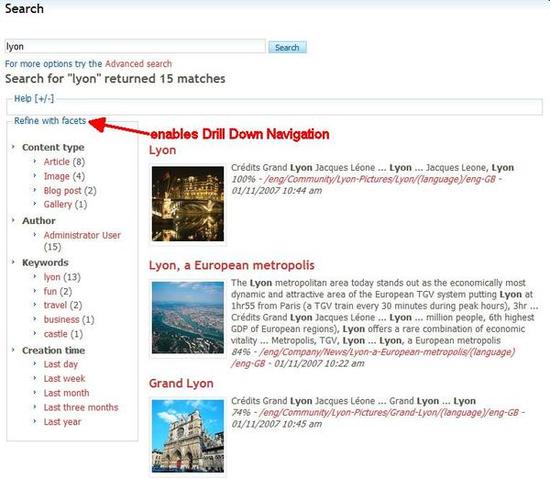 Search
lyon
Search
For more options try the Advanced search
Search for "lyon" returned 15 matches
Help [+/-]
Refine with facets
enables Drill Down Navigation
Content type
Article (8)
Image (4)
Blog post (2)
Gallery (1)
Author
Administrator User
(15)
Keywords
lyon (13)
fun (2)
travel (2)
business (1)
castle (1)
Creation time
Last day
Last week
Last month
Last three months
Last year
Lyon
Crédits Grand Lyon Jacques Léone ... Lyon ... Jacques Leone, Lyon
100% - /eng/Community/Lyon-Pictures/Lyon/(language)/eng-GB -
01/11/2007 10:44 am
Lyon, a European metropolis
The Lyon metropolitan area today stands out as the economically most
dynamic and attractive area of the European TGV system putting Lyon at
1hr55 from Paris (a TGV train every 30 minutes during peak hours), 3hr ...
Crédits Grand Lyon Jacques Léone ... Lyon ... million people, 6th highest
GDP of European regions), Lyon offers a rare combination of economic
vitality ... Metropolis, TGV, Lyon ... Lyon, a European metropolis
84% - /eng/Company/News/Lyon-a-European-metropolis/(language)
/eng-GB - 01/11/2007 10:22 am
Grand Lyon
Crédits Grand Lyon Jacques Léone ... Grand Lyon ... Lyon
74% - /eng/Community/Lyon-Pictures/Grand-Lyon/(language)/eng-GB -
01/11/2007 10:45 am